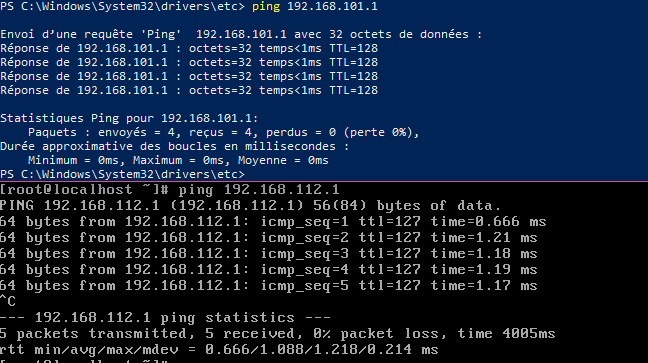 PS C:\Windows\System32\drivers\etc> ping 192.168.101.1
Envoi d'une requête 'Ping'  192.168.101.1 avec 32 octets de données :
Réponse de 192.168.101.1 : octets=32 temps<1ms TTL=128
Réponse de 192.168.101.1 : octets=32 temps<1ms TTL=128
Réponse de 192.168.101.1 : octets=32 temps<1ms TTL=128
Réponse de 192.168.101.1 : octets=32 temps<1ms TTL=128
Statistiques Ping pour 192.168.101.1:
Paquets : envoyés = 4, reçus = 4, perdus = 0 (perte 0%),
Durée approximative des boucles en millisecondes :
Minimum = 0ms, Maximum = 0ms, Moyenne = 0ms
PS C:\Windows\System32\drivers\etc>
[root@localhost ~]# ping 192.168.112.1
PING 192.168.112.1 (192.168.112.1) 56(84) bytes of data.
64 bytes from 192.168.112.1: icmp_seq=1 ttl=127 time=0.666 ms
64 bytes from 192.168.112.1: icmp_seq=2 ttl=127 time=1.21 ms
64 bytes from 192.168.112.1: icmp_seq=3 ttl=127 time=1.18 ms
64 bytes from 192.168.112.1: icmp_seq=4 ttl=127 time=1.19 ms
64 bytes from 192.168.112.1: icmp_seq=5 ttl=127 time=1.17 ms
^C
--- 192.168.112.1 ping statistics ---
5 packets transmitted, 5 received, 0% packet loss, time 4005ms
rtt min/avg/max/mdev = 0.666/1.088/1.218/0.214 ms